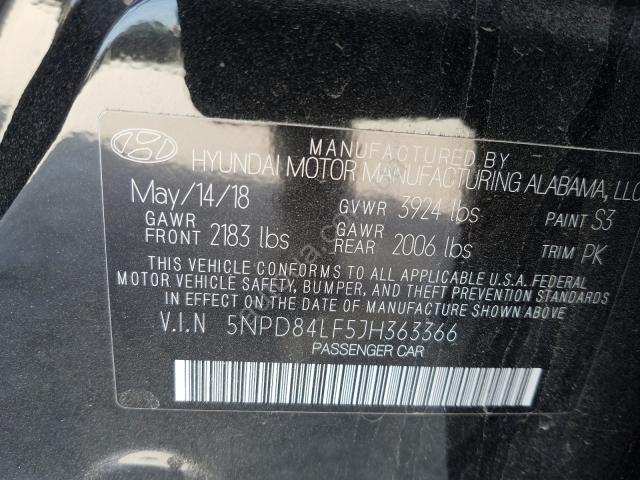 MANUFACTURED BY
HYUNDAI MOTOR MANUFACTURING ALABAMA, LLC
May/14/18 GVWR 3924 lbs PAINT S3
GAWR FRONT 2183 lbs GAWR REAR 2006 lbs TRIM PK
THIS VEHICLE CONFORMS TO ALL APPLICABLE U.S.A. FEDERAL
MOTOR VEHICLE SAFETY, BUMPER, AND THEFT PREVENTION STANDARDS
IN EFFECT ON THE DATE OF MANUFACTURE SHOWN ABOVE.
V.I.N 5NPD84LF5JH363366
PASSENGER CAR